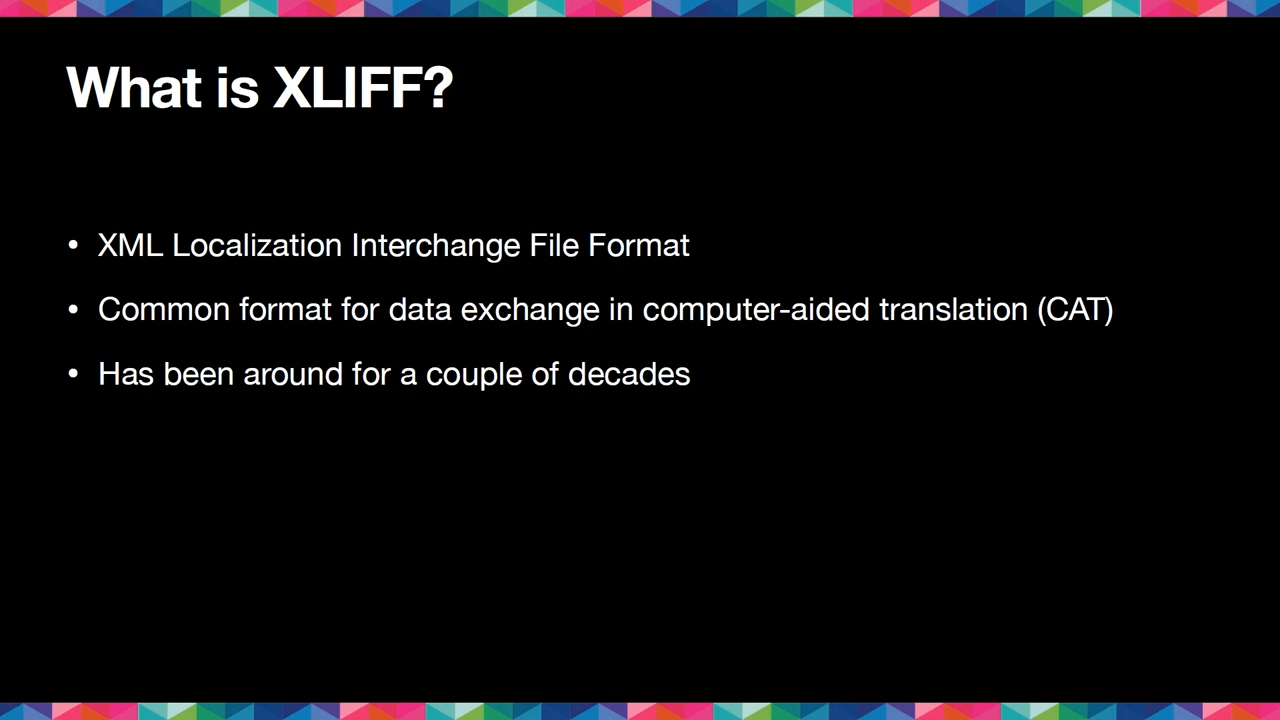 What is XLIFF?
• XML Localization Interchange File Format
• Common format for data exchange in computer-aided translation (CAT)
• Has been around for a couple of decades